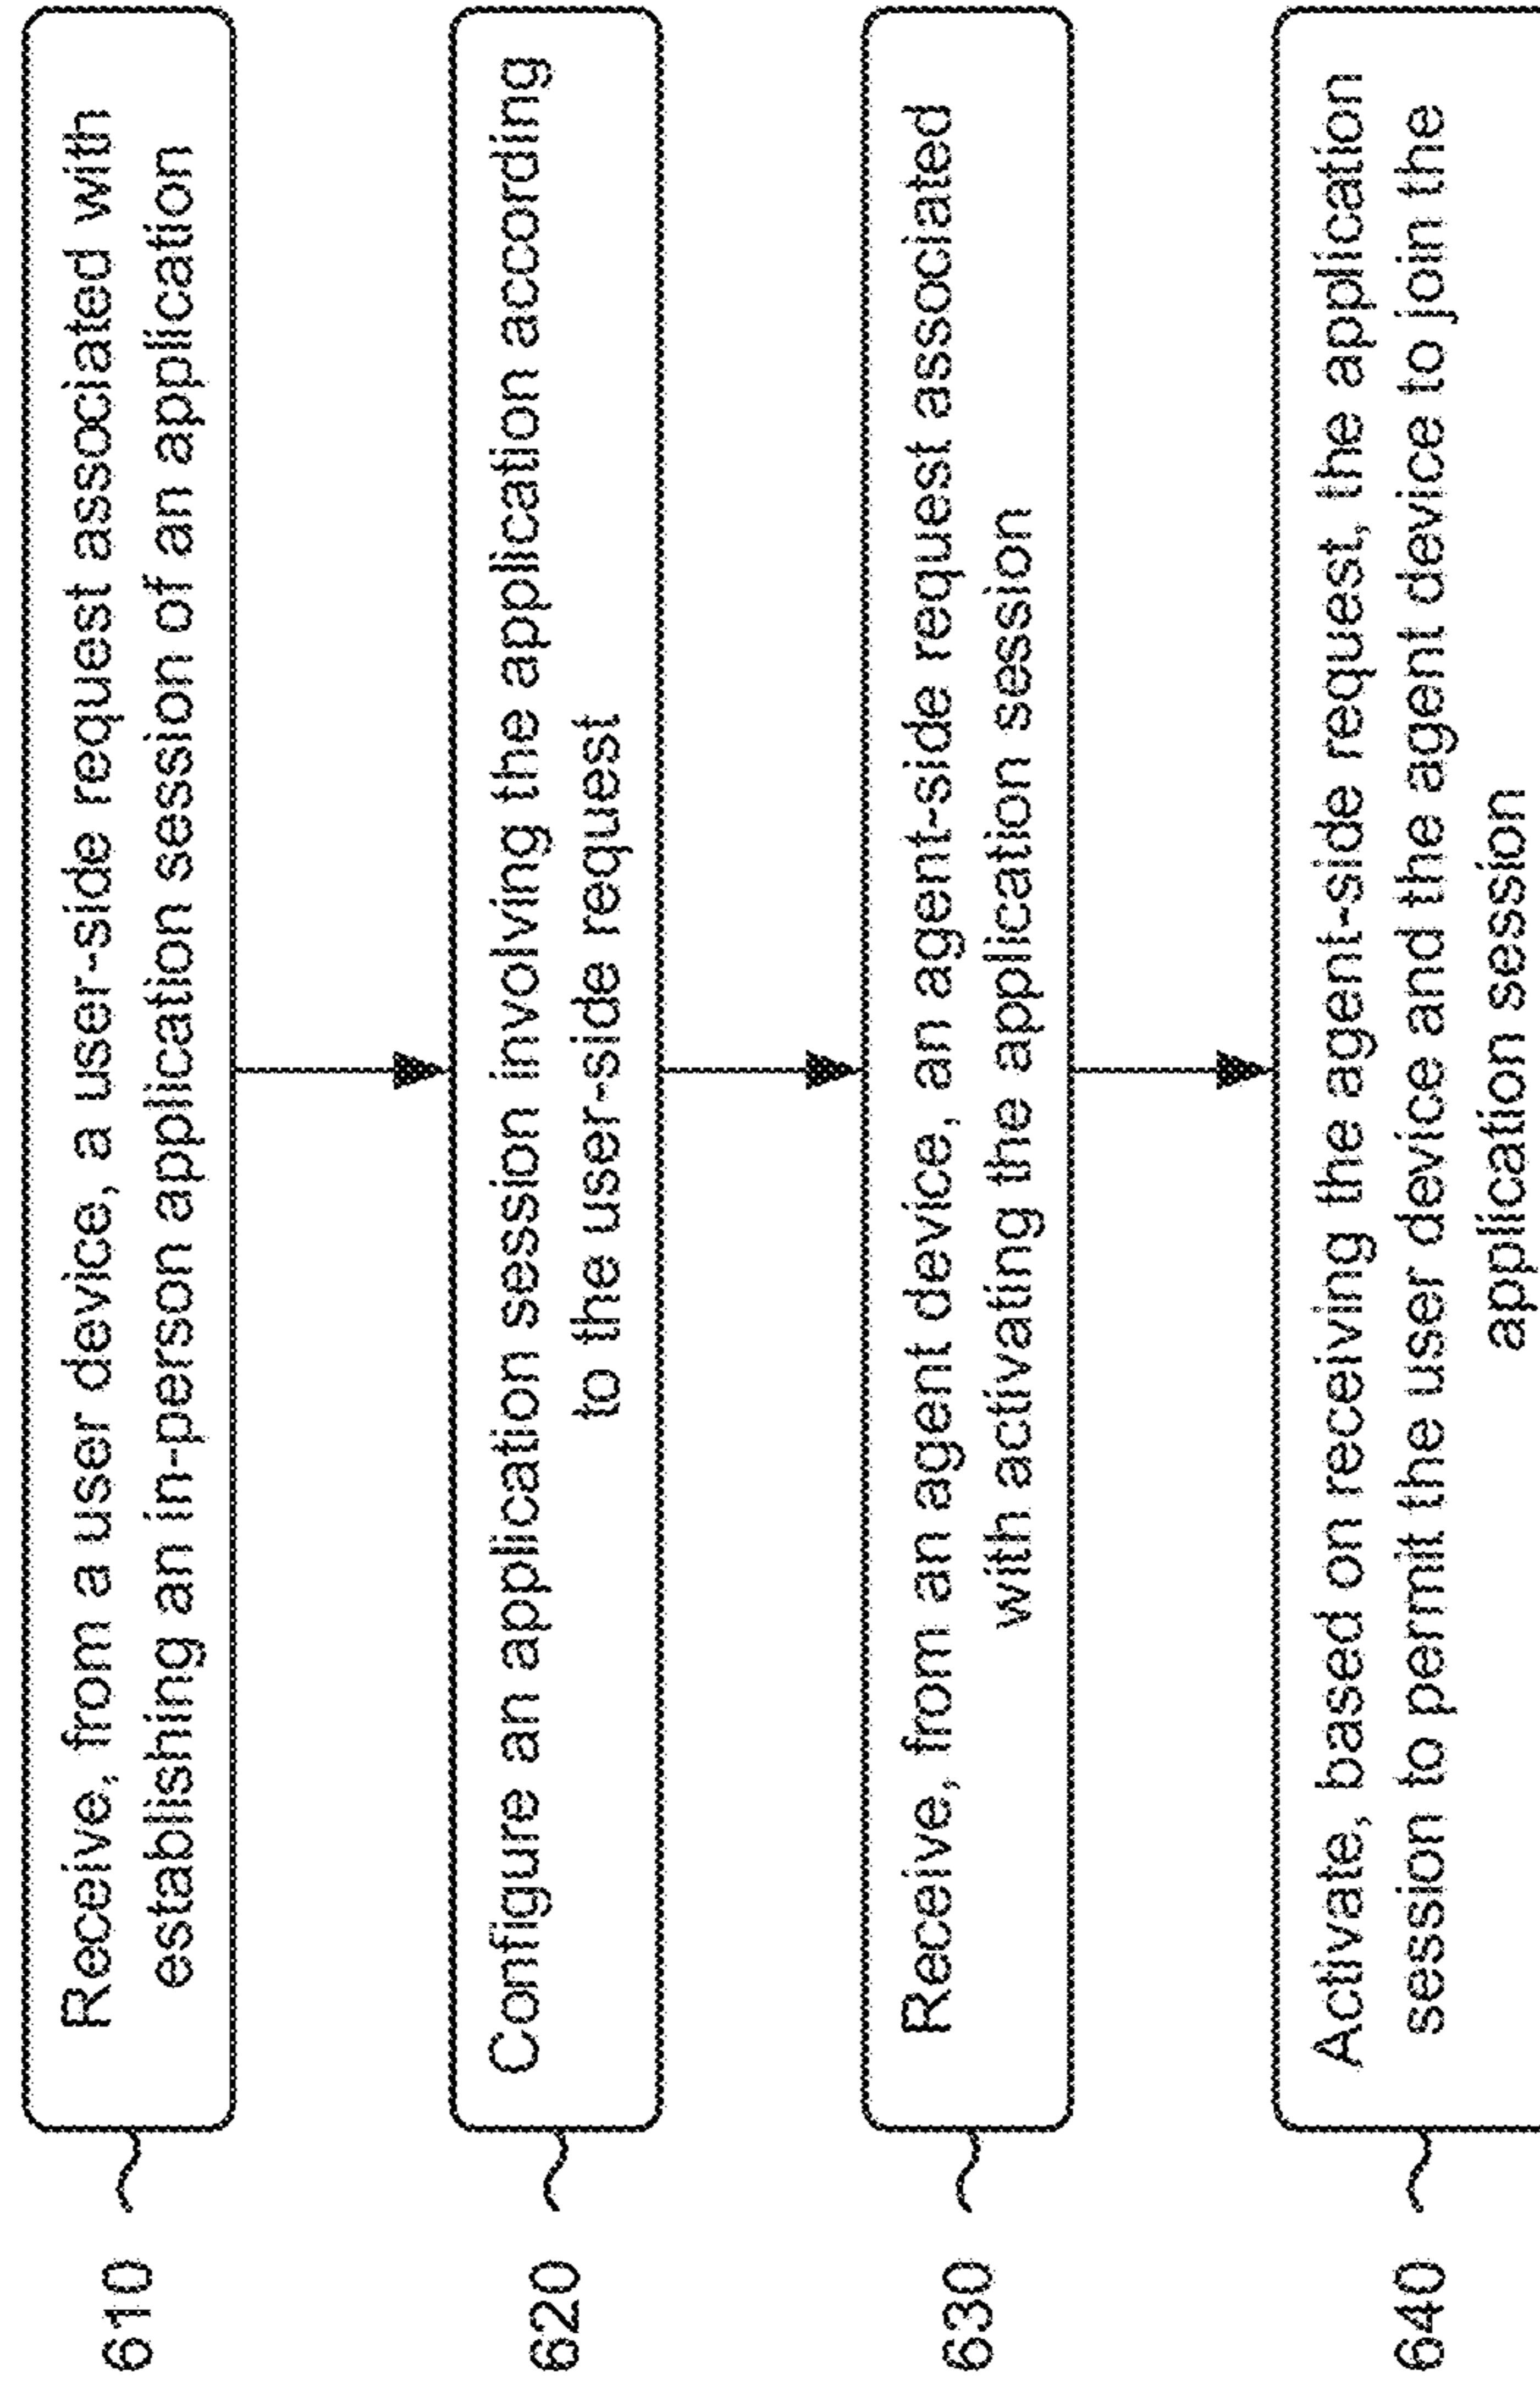 610
Receive, from a user device, a user-side request associated with
establishing an in-person application session of an application
620
Configure an application session involving the application according
to the user-side request
630
Receive, from an agent device, an agent-side request associated
with activating the application session
640
Activate, based on receiving the agent-side request, the application
session to permit the user device and the agent device to join the
application session